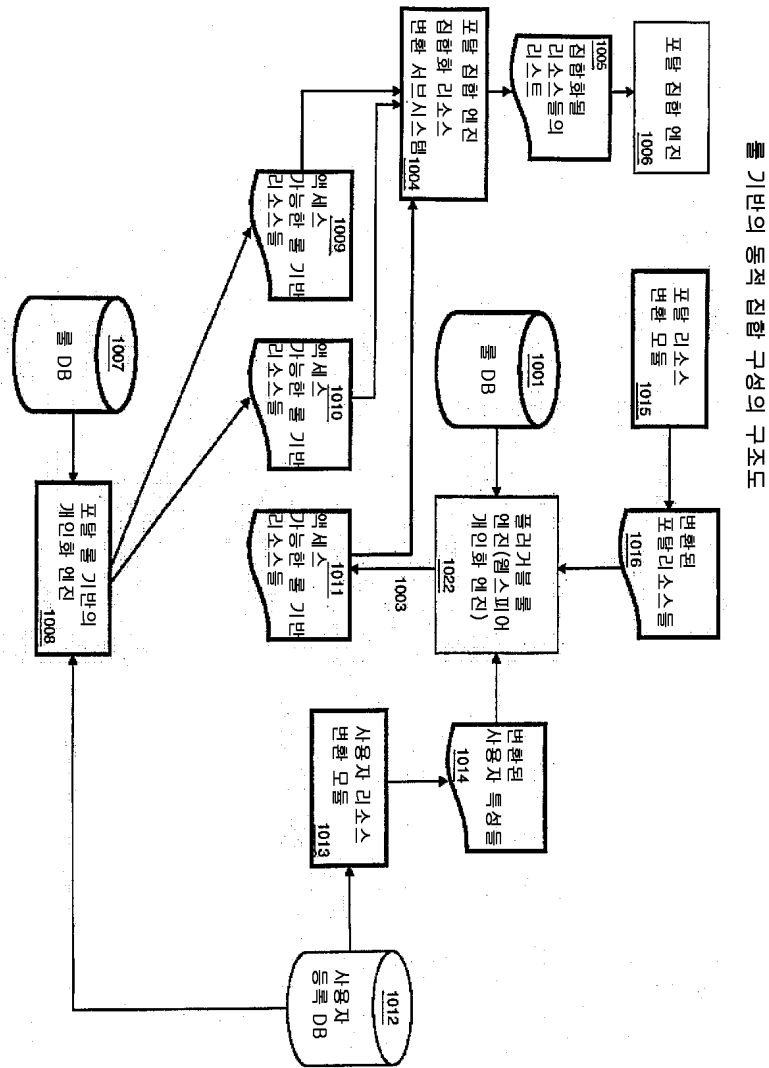 룰 기반의 동적 집합 구성의 구조도
포탈 집합 엔진
1006
1005
집합화될
리소스들의
리스트
포탈 집합 엔진
집합화 리소스
변환 서브시스템
1004
포탈 리소스
변환 모듈
1015
변환된
포탈리소스들
1016
1001
룰 DB
플러거블 룰
엔진(웹스피어
개인화 엔진)
1022
1003
변환된
사용자 특성들
1014
액세스
가능한 룰 기반
리소스들
1009
액세스
가능한 룰 기반
리소스들
1010
액세스
가능한 룰 기반
리소스들
1011
사용자 리소스
변환 모듈
1013
1012
사용자
등록 DB
1007
룰 DB
포탈 룰 기반의
개인화 엔진
1008